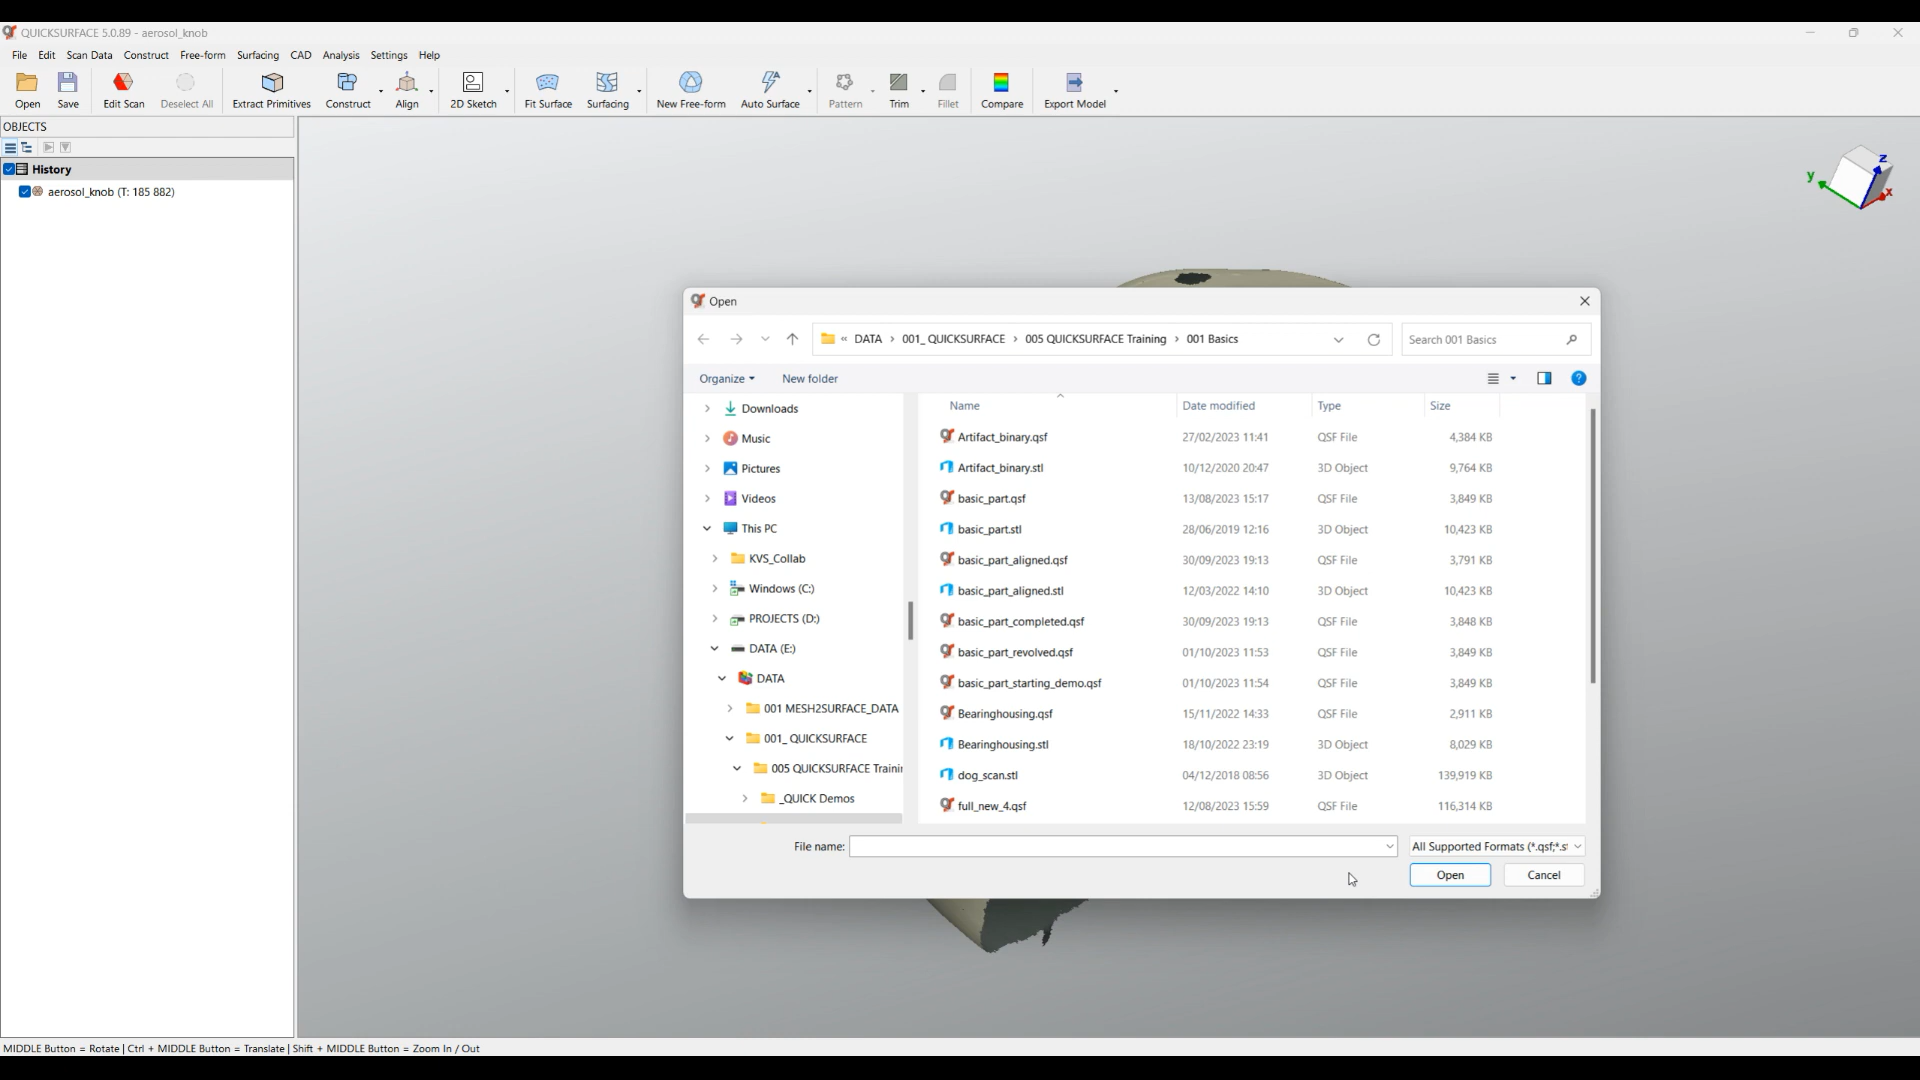 QUICKSURFACE 5.0.89 - aerosol_knob
File Edit Scan Data Construct Free-form Surfacing CAD Analysis Settings Help
Open Save Edit Scan Deselect All Extract Primitives Construct Align 2D Sketch Fit Surface Surfacing New Free-form Auto Surface Pattern Trim Fillet Compare Export Model
OBJECTS
History
aerosol_knob (T: 185 882)
z
y
x
Open
« DATA › 001_ QUICKSURFACE › 005 QUICKSURFACE Training › 001 Basics
Search 001 Basics
Organize New folder
Downloads
Music
Pictures
Videos
This PC
KVS_Collab
Windows (C:)
PROJECTS (D:)
DATA (E:)
DATA
001 MESH2SURFACE_DATA
001_ QUICKSURFACE
005 QUICKSURFACE Trainin
_QUICK Demos
Name Date modified Type Size
Artifact_binary.qsf 27/02/2023 11:41 QSF File 4,384 KB
Artifact_binary.stl 10/12/2020 20:47 3D Object 9,764 KB
basic_part.qsf 13/08/2023 15:17 QSF File 3,849 KB
basic_part.stl 28/06/2019 12:16 3D Object 10,423 KB
basic_part_aligned.qsf 30/09/2023 19:13 QSF File 3,791 KB
basic_part_aligned.stl 12/03/2022 14:10 3D Object 10,423 KB
basic_part_completed.qsf 30/09/2023 19:13 QSF File 3,848 KB
basic_part_revolved.qsf 01/10/2023 11:53 QSF File 3,849 KB
basic_part_starting_demo.qsf 01/10/2023 11:54 QSF File 3,849 KB
Bearinghousing.qsf 15/11/2022 14:33 QSF File 2,911 KB
Bearinghousing.stl 18/10/2022 23:19 3D Object 8,029 KB
dog_scan.stl 04/12/2018 08:56 3D Object 139,919 KB
full_new_4.qsf 12/08/2023 15:59 QSF File 116,314 KB
File name: All Supported Formats (*.qsf;*.st
Open Cancel
MIDDLE Button = Rotate | Ctrl + MIDDLE Button = Translate | Shift + MIDDLE Button = Zoom In / Out